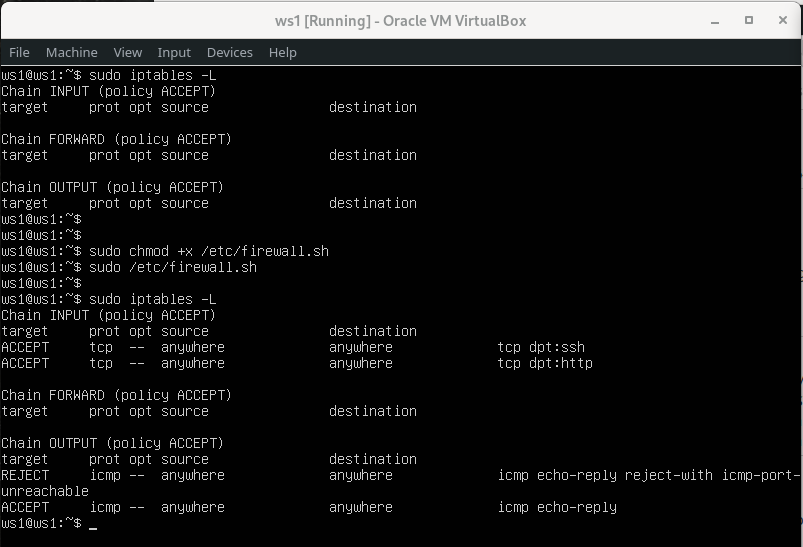 ws1 [Running] - Oracle VM VirtualBox
File Machine View Input Devices Help
ws1@ws1:~$ sudo iptables -L
Chain INPUT (policy ACCEPT)
target     prot opt source               destination

Chain FORWARD (policy ACCEPT)
target     prot opt source               destination

Chain OUTPUT (policy ACCEPT)
target     prot opt source               destination
ws1@ws1:~$
ws1@ws1:~$
ws1@ws1:~$ sudo chmod +x /etc/firewall.sh
ws1@ws1:~$ sudo /etc/firewall.sh
ws1@ws1:~$
ws1@ws1:~$ sudo iptables -L
Chain INPUT (policy ACCEPT)
target     prot opt source               destination
ACCEPT     tcp  --  anywhere             anywhere             tcp dpt:ssh
ACCEPT     tcp  --  anywhere             anywhere             tcp dpt:http

Chain FORWARD (policy ACCEPT)
target     prot opt source               destination

Chain OUTPUT (policy ACCEPT)
target     prot opt source               destination
REJECT     icmp --  anywhere             anywhere             icmp echo-reply reject-with icmp-port-
unreachable
ACCEPT     icmp --  anywhere             anywhere             icmp echo-reply
ws1@ws1:~$ _